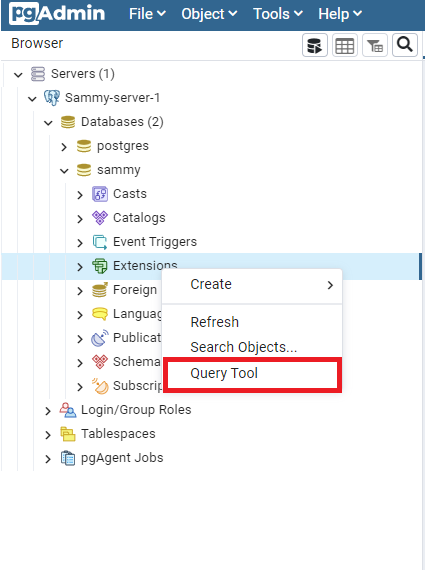 pgAdmin File Object Tools Help
Browser
Servers (1)
Sammy-server-1
Databases (2)
postgres
sammy
Casts
Catalogs
Event Triggers
Extensions
Create
Foreign
Refresh
Languag
Search Objects...
Publicat
Query Tool
Schema
Subscrip
Login/Group Roles
Tablespaces
pgAgent Jobs